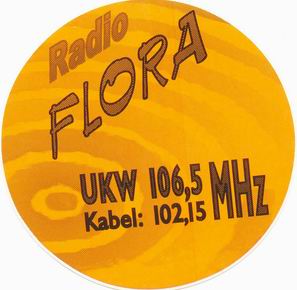 Radio
FLORA
UKW 106,5 MHz
Kabel: 102,15